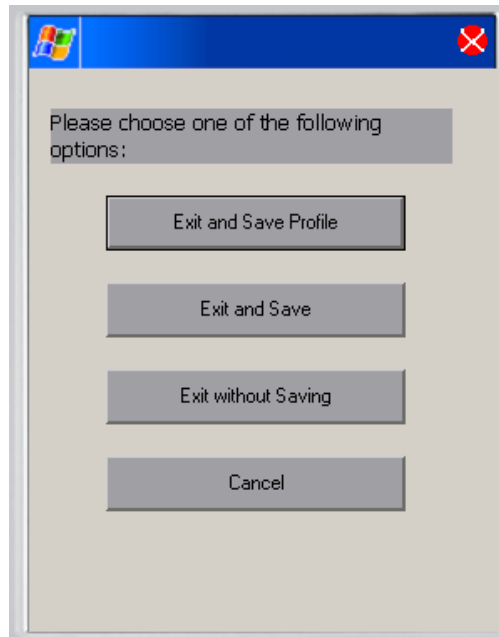 Please choose one of the following
options:
Exit and Save Profile
Exit and Save
Exit without Saving
Cancel